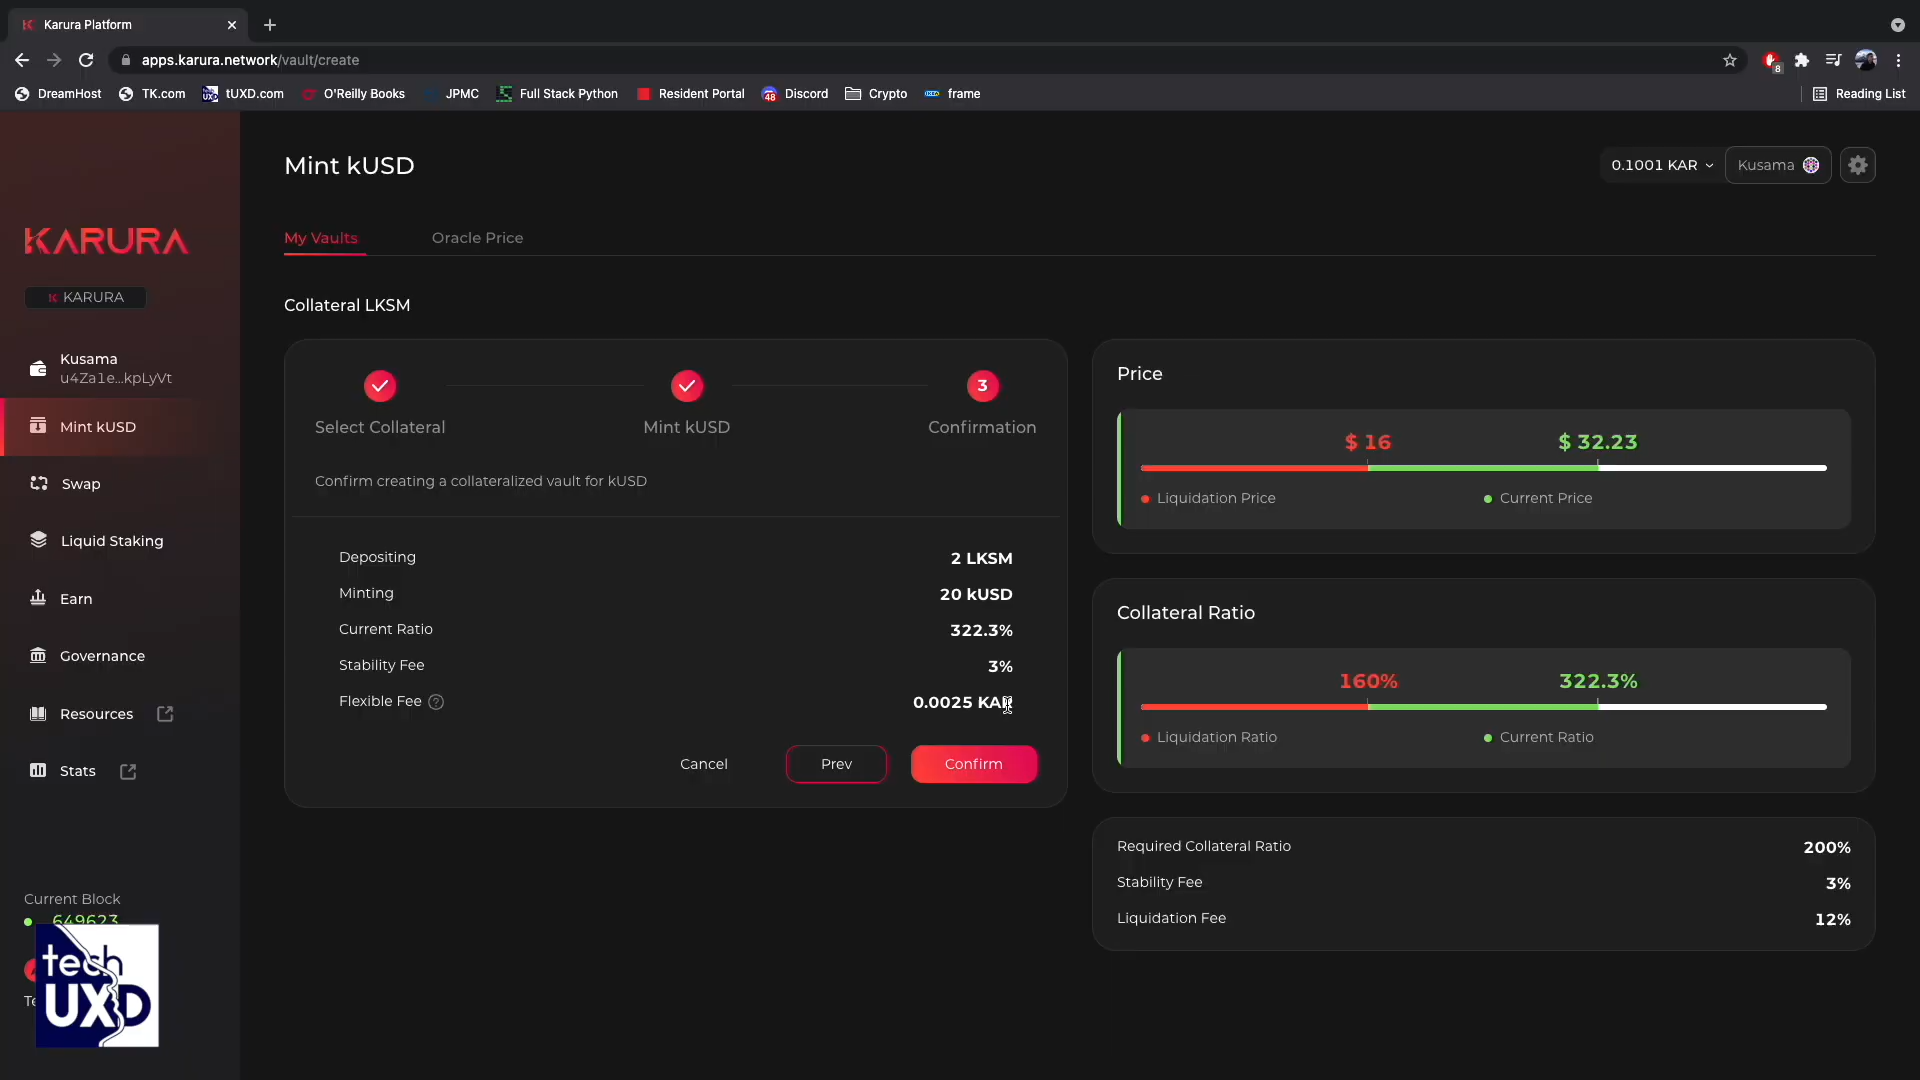 Karura Platform
apps.karura.network/vault/create
8
DreamHost
TK.com
tUXD.com
O'Reilly Books
JPMC
Full Stack Python
Resident Portal
48
Discord
Crypto
frame
Reading List
Mint kUSD
0.1001 KAR
Kusama
My Vaults
Oracle Price
KARURA
KARURA
Kusama
u4Za1e...kpLyVt
Mint kUSD
Swap
Liquid Staking
Earn
Governance
Resources
Stats
Current Block
649623
tech
UXD
Collateral LKSM
3
Select Collateral
Mint kUSD
Confirmation
Confirm creating a collateralized vault for kUSD
Depositing
2 LKSM
Minting
20 kUSD
Current Ratio
322.3%
Stability Fee
3%
Flexible Fee ?
0.0025 KAR
Cancel
Prev
Confirm
Price
$ 16
$ 32.23
Liquidation Price
Current Price
Collateral Ratio
160%
322.3%
Liquidation Ratio
Current Ratio
Required Collateral Ratio
200%
Stability Fee
3%
Liquidation Fee
12%